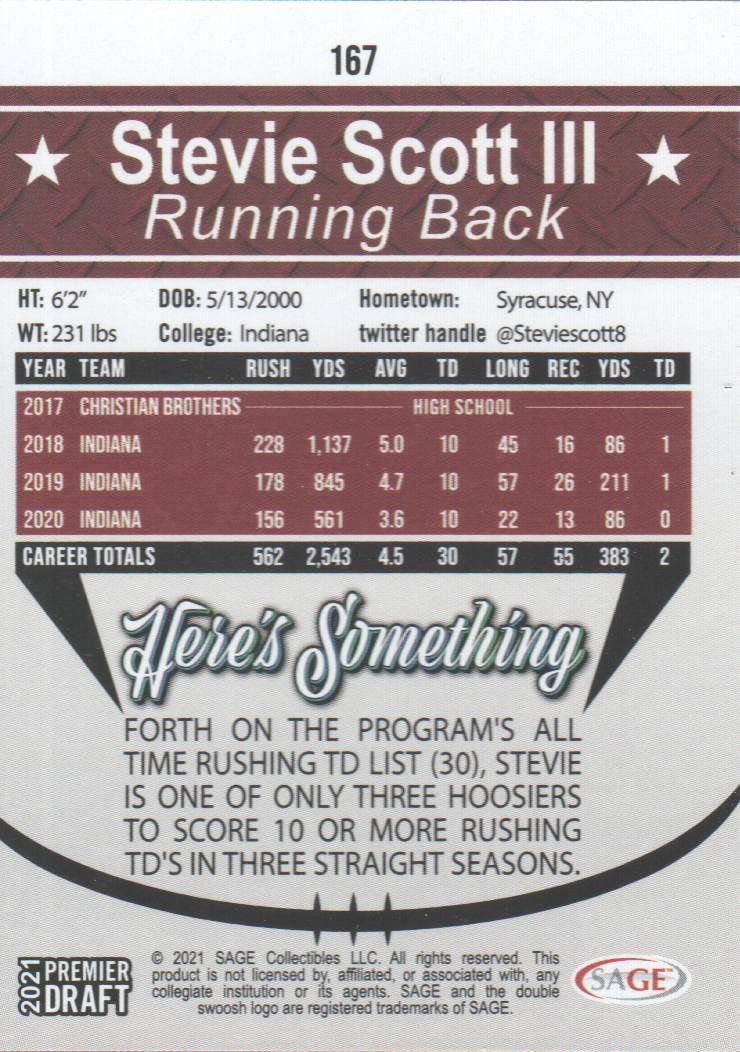 167
Stevie Scott III
Running Back
HT: 6'2" DOB: 5/13/2000 Hometown: Syracuse, NY
WT: 231 lbs College: Indiana twitter handle @Steviescott8
YEAR TEAM RUSH YDS AVG TD LONG REC YDS TD
2017 CHRISTIAN BROTHERS HIGH SCHOOL
2018 INDIANA 228 1,137 5.0 10 45 16 86 1
2019 INDIANA 178 845 4.7 10 57 26 211 1
2020 INDIANA 156 561 3.6 10 22 13 86 0
CAREER TOTALS 562 2,543 4.5 30 57 55 383 2
Here's Something
FORTH ON THE PROGRAM'S ALL
TIME RUSHING TD LIST (30), STEVIE
IS ONE OF ONLY THREE HOOSIERS
TO SCORE 10 OR MORE RUSHING
TD'S IN THREE STRAIGHT SEASONS.
2021 PREMIER DRAFT
© 2021 SAGE Collectibles LLC. All rights reserved. This
product is not licensed by, affiliated, or associated with, any
collegiate institution or its agents. SAGE and the double
swoosh logo are registered trademarks of SAGE.
SAGE™